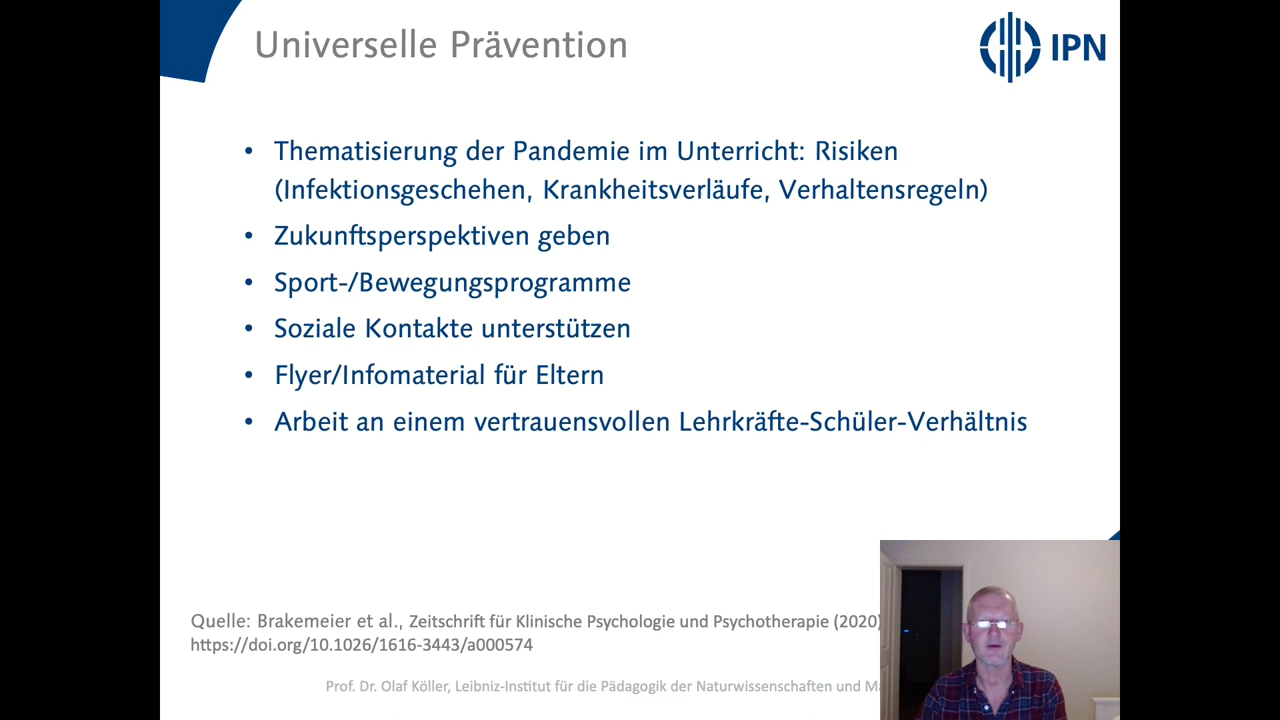 Universelle Prävention
IPN
• Thematisierung der Pandemie im Unterricht: Risiken
(Infektionsgeschehen, Krankheitsverläufe, Verhaltensregeln)
• Zukunftsperspektiven geben
• Sport-/Bewegungsprogramme
• Soziale Kontakte unterstützen
• Flyer/Infomaterial für Eltern
• Arbeit an einem vertrauensvollen Lehrkräfte-Schüler-Verhältnis
Quelle: Brakemeier et al., Zeitschrift für Klinische Psychologie und Psychotherapie (2020)
https://doi.org/10.1026/1616-3443/a000574
Prof. Dr. Olaf Köller, Leibniz-Institut für die Pädagogik der Naturwissenschaften und